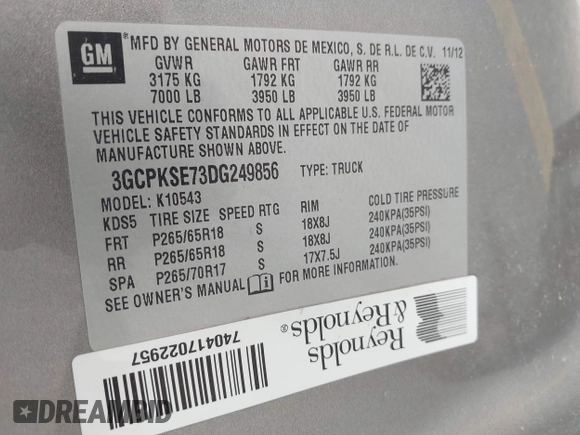 GM
MFD BY GENERAL MOTORS DE MEXICO, S. DE R.L. DE C.V. 11/12
GVWR GAWR FRT GAWR RR
3175 KG 1792 KG 1792 KG
7000 LB 3950 LB 3950 LB
THIS VEHICLE CONFORMS TO ALL APPLICABLE U.S. FEDERAL MOTOR
VEHICLE SAFETY STANDARDS IN EFFECT ON THE DATE OF
MANUFACTURE SHOWN ABOVE.
3GCPKSE73DG249856 TYPE: TRUCK
MODEL: K10543
KDS5 TIRE SIZE SPEED RTG RIM COLD TIRE PRESSURE
FRT P265/65R18 S 18X8J 240KPA(35PSI)
RR P265/65R18 S 18X8J 240KPA(35PSI)
SPA P265/70R17 S 17X7.5J 240KPA(35PSI)
SEE OWNER'S MANUAL FOR MORE INFORMATION.
Reynolds
&Reynolds®
740417022957
DREAMBID